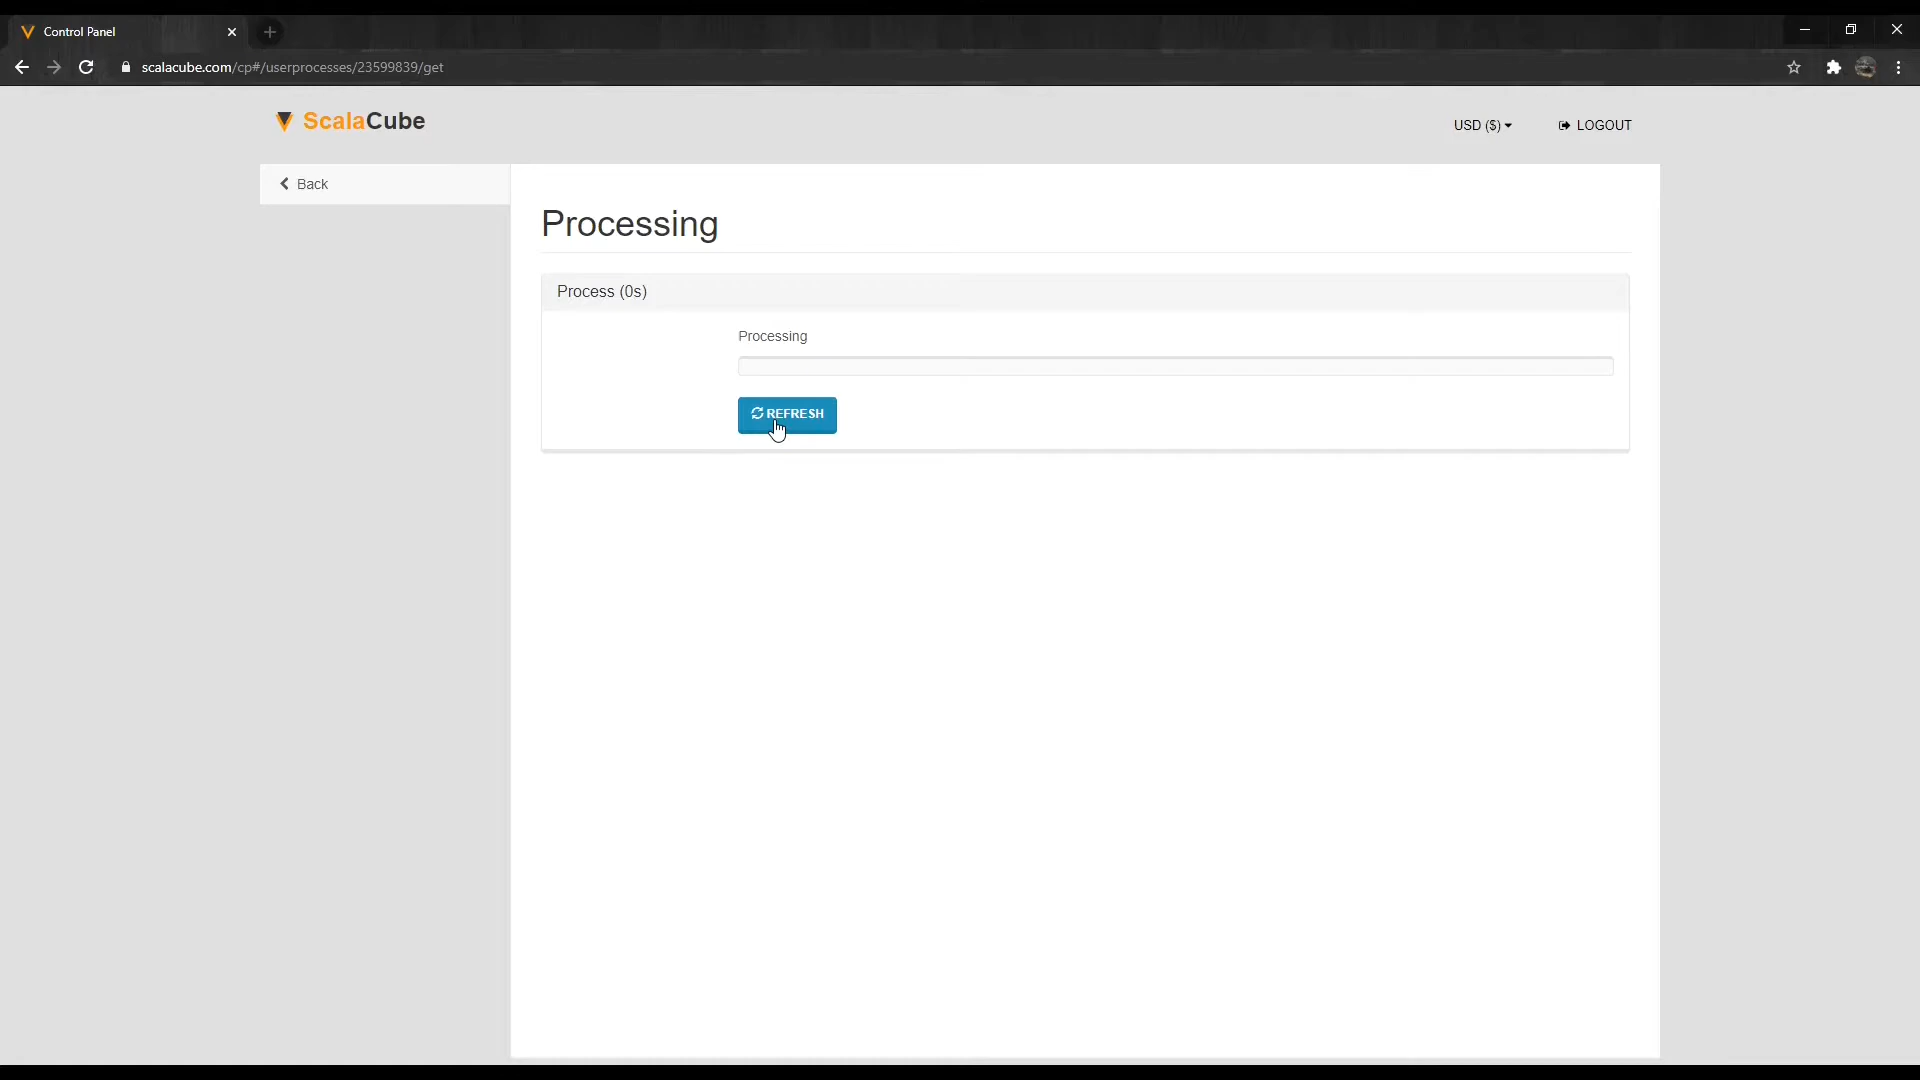 Control Panel
scalacube.com/cp#/userprocesses/23599839/get
ScalaCube
USD ($)
LOGOUT
Back
Processing
Process (0s)
Processing
REFRESH